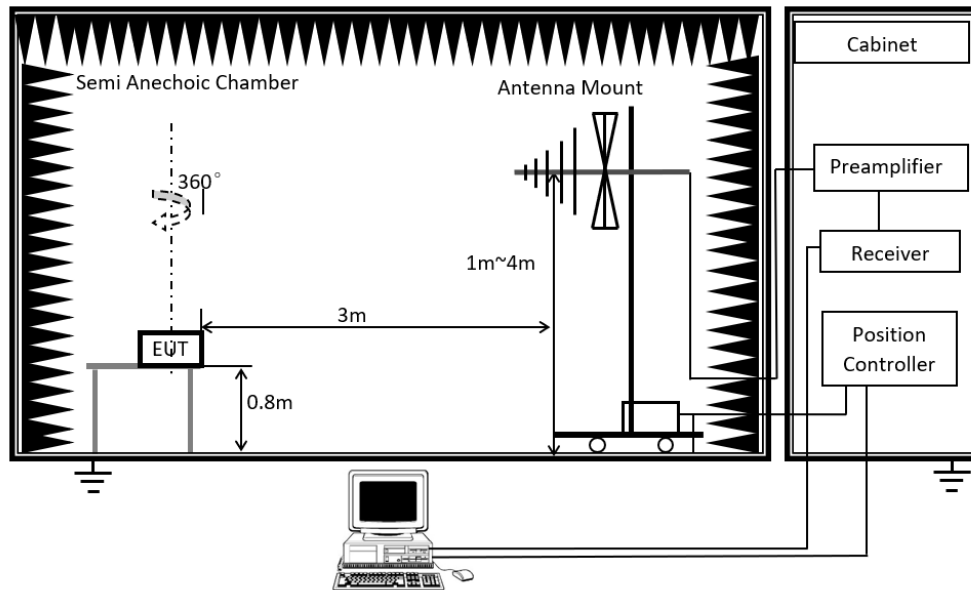 Semi Anechoic Chamber
Antenna Mount
Cabinet
360°
Preamplifier
1m~4m
Receiver
3m
EUT
Position
Controller
0.8m